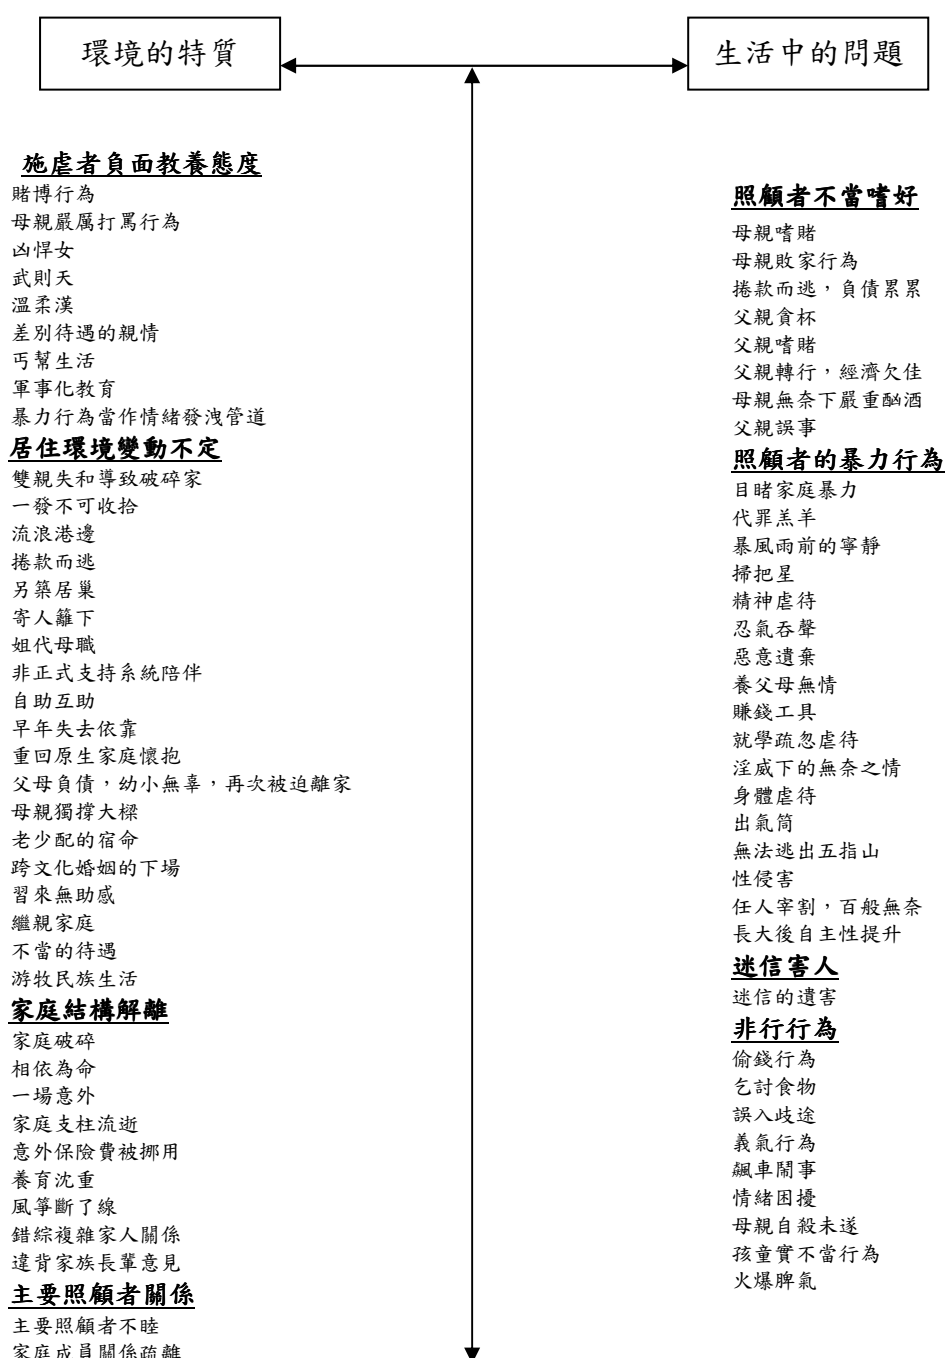 環境的特質
生活中的問題
施虐者負面教養態度
賭博行為
母親嚴厲打罵行為
凶悍女
武則天
溫柔漢
差別待遇的親情
丐幫生活
軍事化教育
暴力行為當作情緒發洩管道
居住環境變動不定
雙親失和導致破碎家
一發不可收拾
流浪港邊
捲款而逃
另築居巢
寄人籬下
姐代母職
非正式支持系統陪伴
自助互助
早年失去依靠
重回原生家庭懷抱
父母負債，幼小無辜，再次被迫離家
母親獨撐大樑
老少配的宿命
跨文化婚姻的下場
習來無助感
繼親家庭
不當的待遇
游牧民族生活
家庭結構解離
家庭破碎
相依為命
一場意外
家庭支柱流逝
意外保險費被挪用
養育沈重
風箏斷了線
錯綜複雜家人關係
違背家族長輩意見
主要照顧者關係
主要照顧者不睦
家庭成員關係疏離
照顧者不當嗜好
母親嗜賭
母親敗家行為
捲款而逃，負債累累
父親貪杯
父親嗜賭
父親轉行，經濟欠佳
母親無奈下嚴重酗酒
父親誤事
照顧者的暴力行為
目睹家庭暴力
代罪羔羊
暴風雨前的寧靜
掃把星
精神虐待
忍氣吞聲
惡意遺棄
養父母無情
賺錢工具
就學疏忽虐待
淫威下的無奈之情
身體虐待
出氣筒
無法逃出五指山
性侵害
任人宰割，百般無奈
長大後自主性提升
迷信害人
迷信的遺害
非行行為
偷錢行為
乞討食物
誤入歧途
義氣行為
飆車鬧事
情緒困擾
母親自殺未遂
孩童實不當行為
火爆脾氣